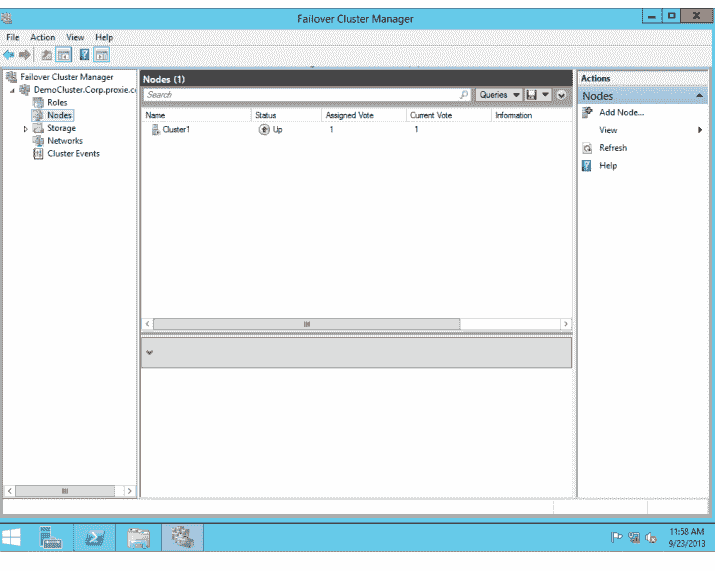 Failover Cluster Manager
File Action View Help
Failover Cluster Manager
DemoCluster.Corp.proxie.c
Roles
Nodes
Storage
Networks
Cluster Events
Nodes (1)
Search
Queries
Name Status Assigned Vote Current Vote Information
Cluster1 Up 1 1
Actions
Nodes
Add Node...
View
Refresh
Help
11:58 AM
9/23/2013